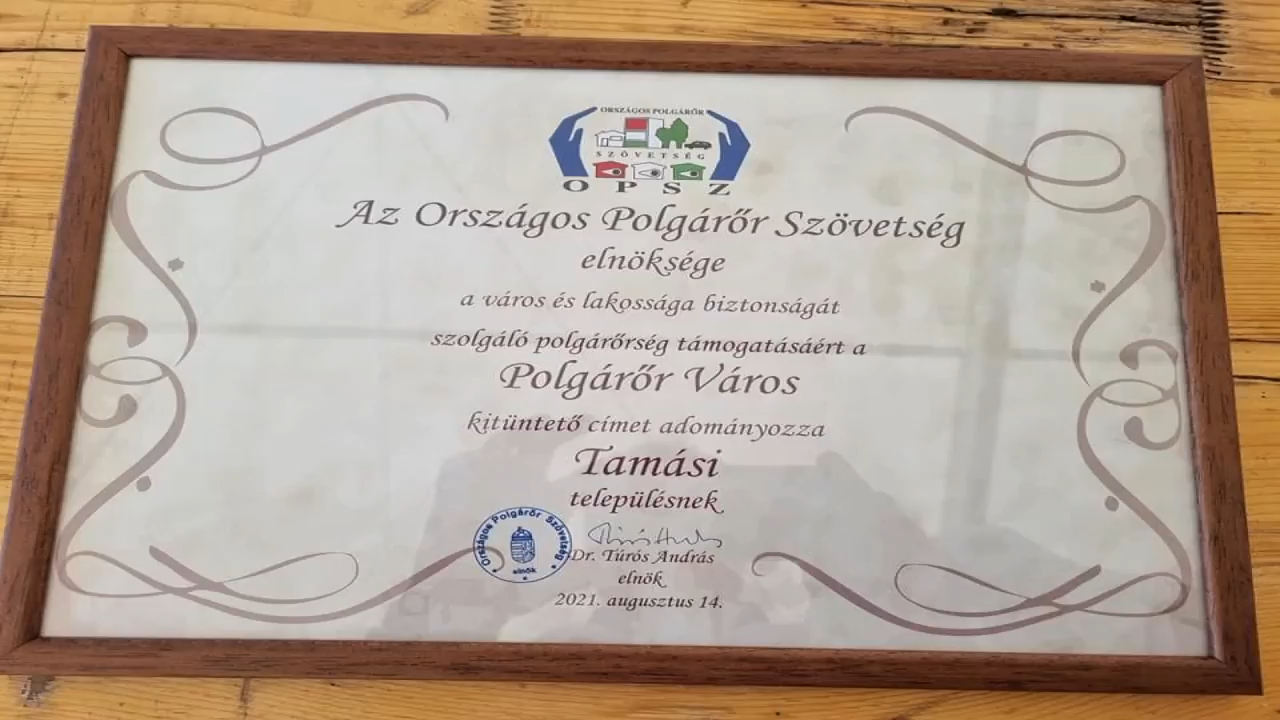 ORSZÁGOS POLGÁRŐR
SZÖVETSÉG
OPSZ
Az Országos Polgárőr Szövetség
elnöksége
a város és lakossága biztonságát
szolgáló polgárőrség támogatásáért a
Polgárőr Város
kitüntető címet adományozza
Tamási
településnek
Országos Polgárőr Szövetség
elnök
Dr. Túrós András
elnök
2021. augusztus 14.